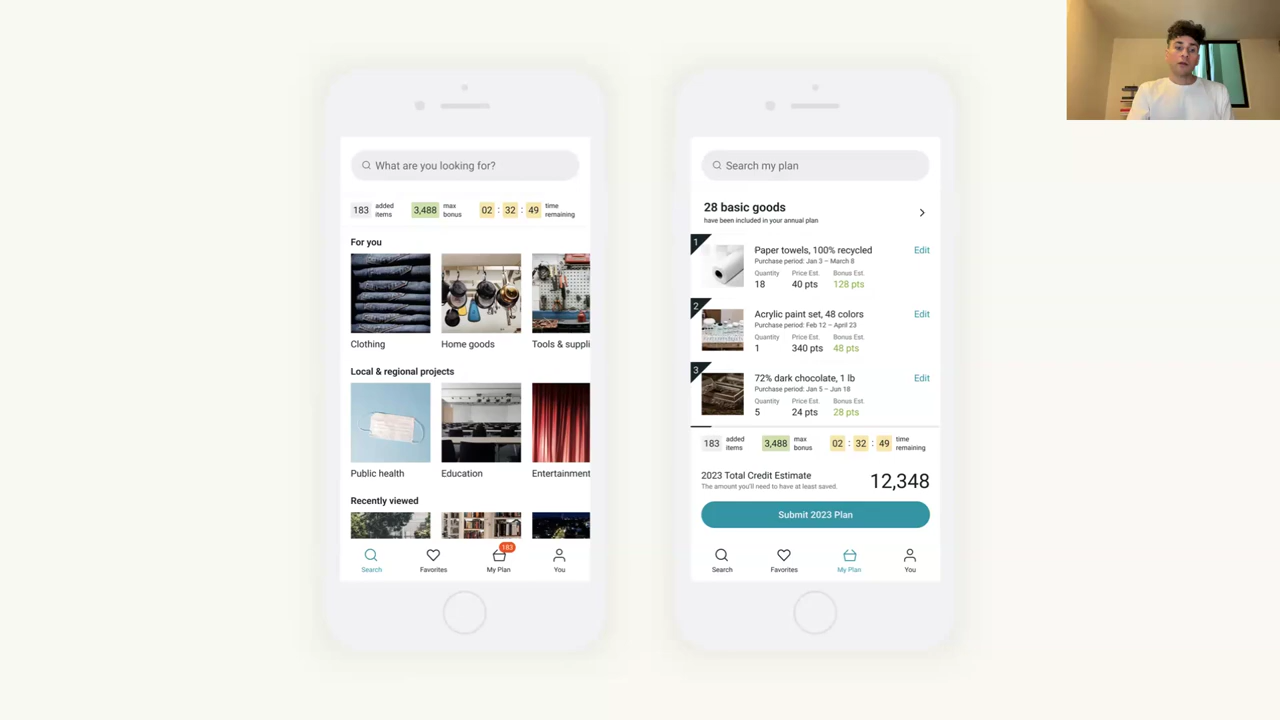 What are you looking for?
183 added items 3,488 max bonus 02 : 32 : 49 time remaining
For you
Clothing Home goods Tools & suppli
Local & regional projects
Public health Education Entertainment
Recently viewed
183
Search Favorites My Plan You
Search my plan
28 basic goods
have been included in your annual plan
1
Paper towels, 100% recycled Edit
Purchase period: Jan 3 – March 8
Quantity Price Est. Bonus Est.
18 40 pts 128 pts
2
Acrylic paint set, 48 colors Edit
Purchase period: Feb 12 – April 23
Quantity Price Est. Bonus Est.
1 340 pts 48 pts
3
72% dark chocolate, 1 lb Edit
Purchase period: Jan 5 – Jun 18
Quantity Price Est. Bonus Est.
5 24 pts 28 pts
183 added items 3,488 max bonus 02 : 32 : 49 time remaining
2023 Total Credit Estimate 12,348
The amount you'll need to have at least saved.
Submit 2023 Plan
Search Favorites My Plan You